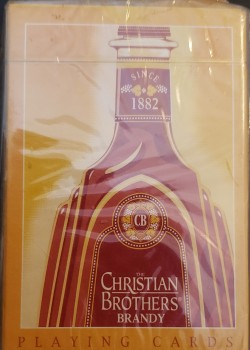 SINCE
1882
CB
THE
CHRISTIAN
BROTHERS
BRANDY
PLAYING CARDS